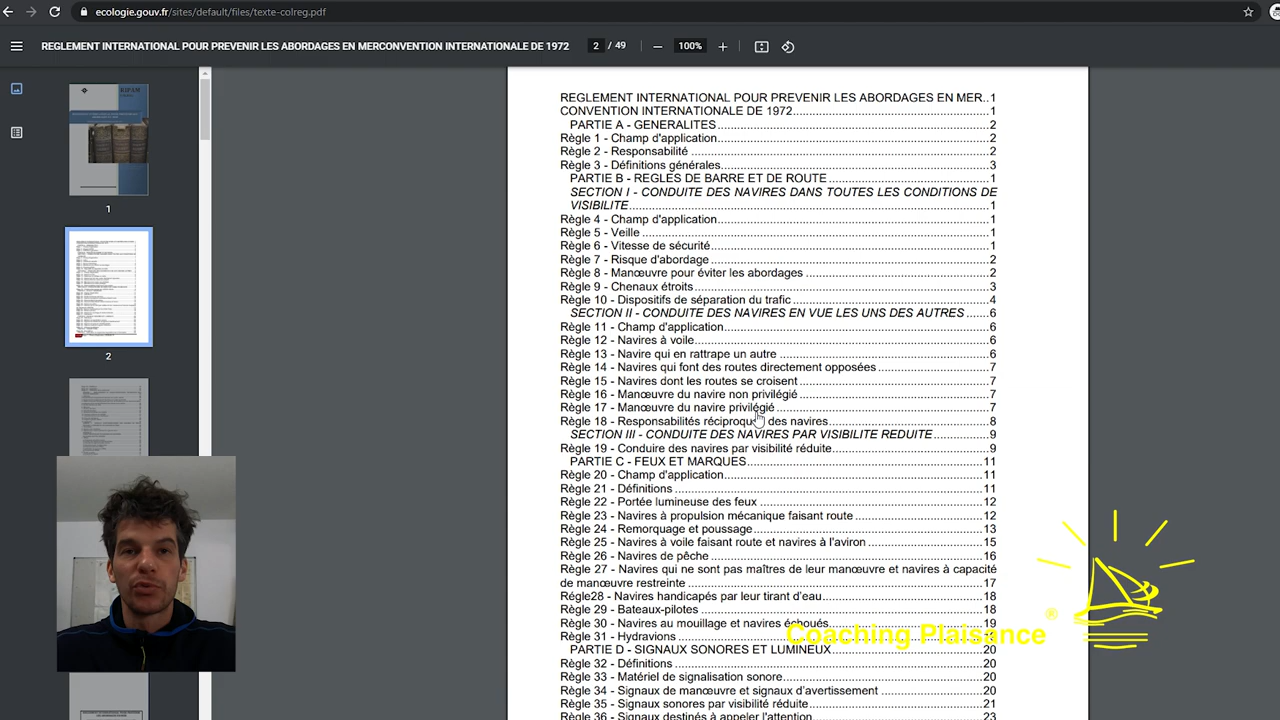 ecologie.gouv.fr/sites/default/files/texte-colreg.pdf
REGLEMENT INTERNATIONAL POUR PREVENIR LES ABORDAGES EN MERCONVENTION INTERNATIONALE DE 1972
2 / 49
100%
REGLEMENT INTERNATIONAL POUR PREVENIR LES ABORDAGES EN MER..1
CONVENTION INTERNATIONALE DE 1972 1
PARTIE A - GENERALITES 2
Règle 1 - Champ d'application 2
Règle 2 - Responsabilité 2
Règle 3 - Définitions générales 3
PARTIE B - REGLES DE BARRE ET DE ROUTE 1
SECTION I - CONDUITE DES NAVIRES DANS TOUTES LES CONDITIONS DE
VISIBILITE 1
Règle 4 - Champ d'application 1
Règle 5 - Veille 1
Règle 6 - Vitesse de sécurité 1
Règle 7 - Risque d'abordage 2
Règle 8 - Manœuvre pour éviter les abordages
Règle 9 - Chenaux étroits 3
Règle 10 - Dispositifs de séparation du trafic 4
SECTION II - CONDUITE DES NAVIRES EN VUE LES UNS DES AUTRES 6
Règle 11 - Champ d'application 6
Règle 12 - Navires à voile 6
Règle 13 - Navire qui en rattrape un autre 6
Règle 14 - Navires qui font des routes directement opposées 7
Règle 15 - Navires dont les routes se croisent 7
Règle 16 - Manœuvre du navire non privilégié 7
Règle 17 - Manœuvre du navire privilégié 7
Règle 18 - Responsabilités réciproques des navires 8
SECTION III - CONDUITE DES NAVIRES PAR VISIBILITE REDUITE 9
Règle 19 - Conduire des navires par visibilité réduite 9
PARTIE C - FEUX ET MARQUES 11
Règle 20 - Champ d'application 11
Règle 21 - Définitions 11
Règle 22 - Portée lumineuse des feux 12
Règle 23 - Navires à propulsion mécanique faisant route 12
Règle 24 - Remorquage et poussage 13
Règle 25 - Navires à voile faisant route et navires à l'aviron 15
Règle 26 - Navires de pêche 16
Règle 27 - Navires qui ne sont pas maîtres de leur manœuvre et navires à capacité
de manœuvre restreinte 17
Régle28 - Navires handicapés par leur tirant d'eau 18
Règle 29 - Bateaux-pilotes 18
Règle 30 - Navires au mouillage et navires échoués 19
Règle 31 - Hydravions 20
PARTIE D - SIGNAUX SONORES ET LUMINEUX 20
Règle 32 - Définitions 20
Règle 33 - Matériel de signalisation sonore 20
Règle 34 - Signaux de manœuvre et signaux d'avertissement 20
Règle 35 - Signaux sonores par visibilité réduite 21
Règle 36 - Signaux destinés à appeler l'attention 23
1
2
Coaching Plaisance ®